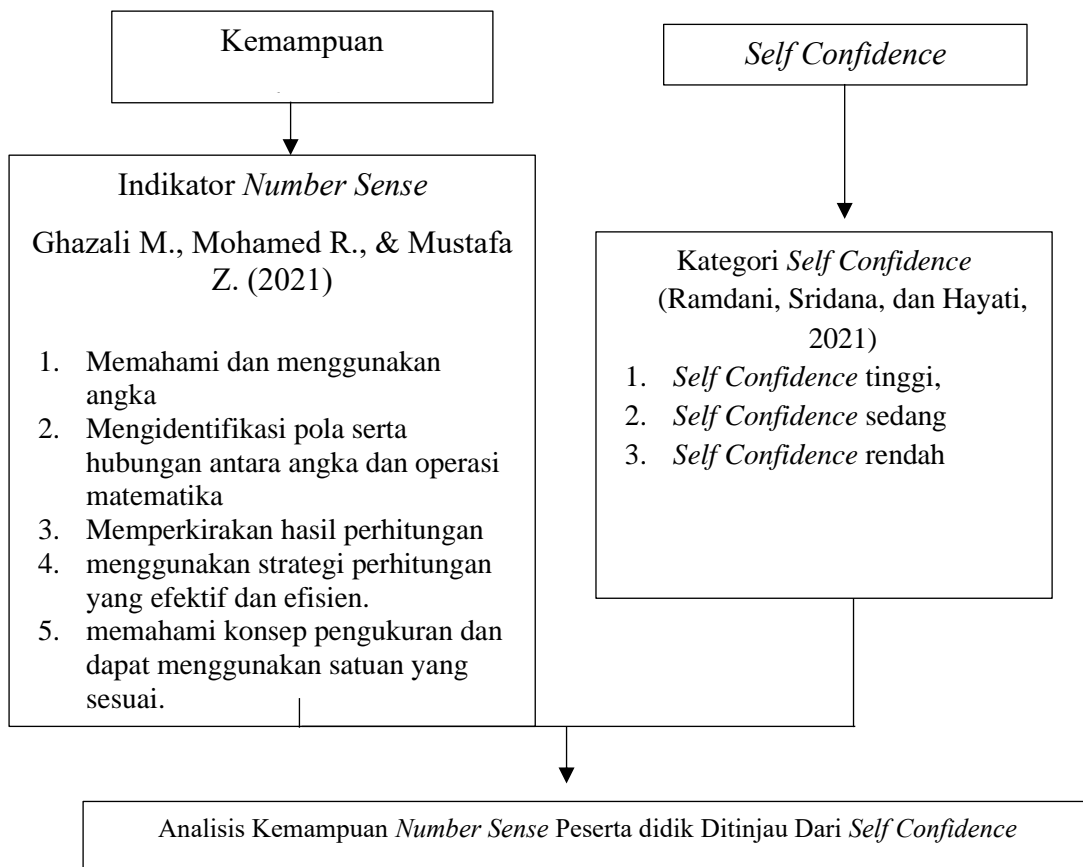 Kemampuan
Self Confidence
Indikator Number Sense
Ghazali M., Mohamed R., & Mustafa
Z. (2021)
1. Memahami dan menggunakan
angka
2. Mengidentifikasi pola serta
hubungan antara angka dan operasi
matematika
3. Memperkirakan hasil perhitungan
4. menggunakan strategi perhitungan
yang efektif dan efisien.
5. memahami konsep pengukuran dan
dapat menggunakan satuan yang
sesuai.
Kategori Self Confidence
(Ramdani, Sridana, dan Hayati,
2021)
1. Self Confidence tinggi,
2. Self Confidence sedang
3. Self Confidence rendah
Analisis Kemampuan Number Sense Peserta didik Ditinjau Dari Self Confidence